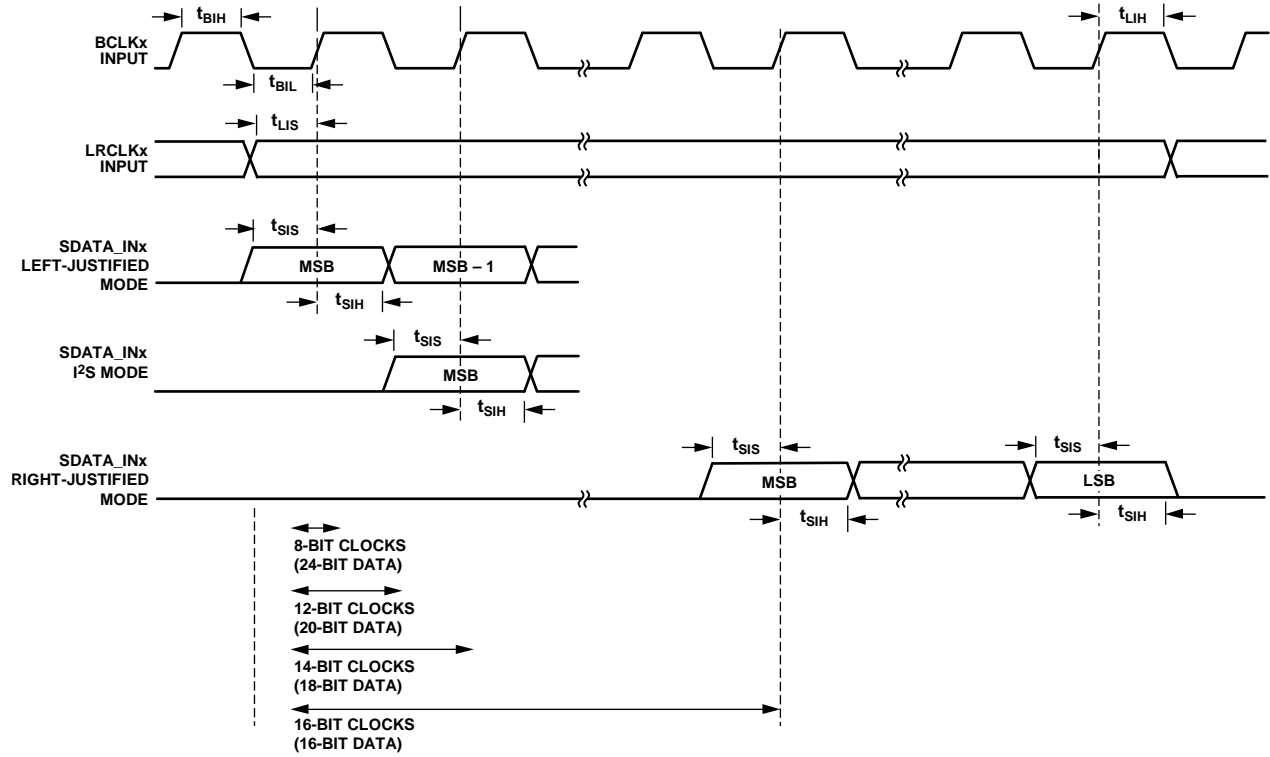 tBIH
tLIH
BCLKx
INPUT
tBIL
tLIS
LRCLKx
INPUT
tSIS
SDATA_INx
LEFT-JUSTIFIED
MODE
MSB
MSB – 1
tSIH
tSIS
SDATA_INx
I2S MODE
MSB
tSIH
tSIS
tSIS
SDATA_INx
RIGHT-JUSTIFIED
MODE
MSB
LSB
tSIH
tSIH
8-BIT CLOCKS
(24-BIT DATA)
12-BIT CLOCKS
(20-BIT DATA)
14-BIT CLOCKS
(18-BIT DATA)
16-BIT CLOCKS
(16-BIT DATA)